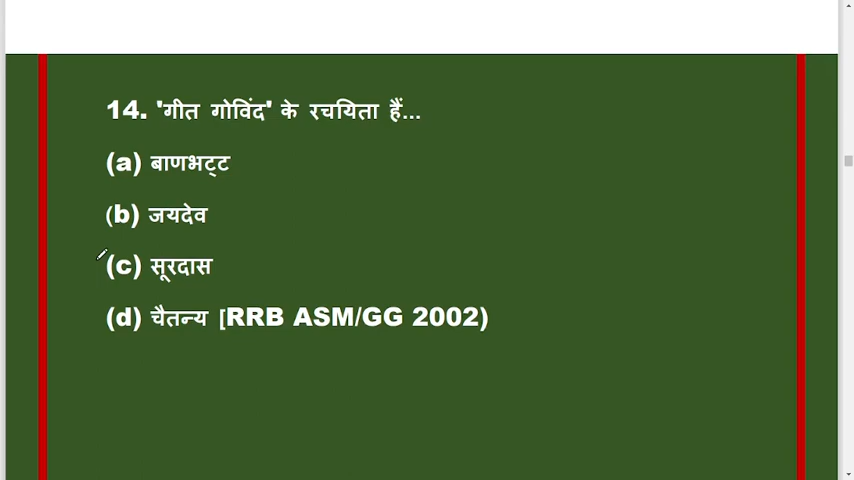 14. 'गीत गोविंद' के रचयिता हैं...
(a) बाणभट्ट
(b) जयदेव
(c) सूरदास
(d) चैतन्य [RRB ASM/GG 2002)